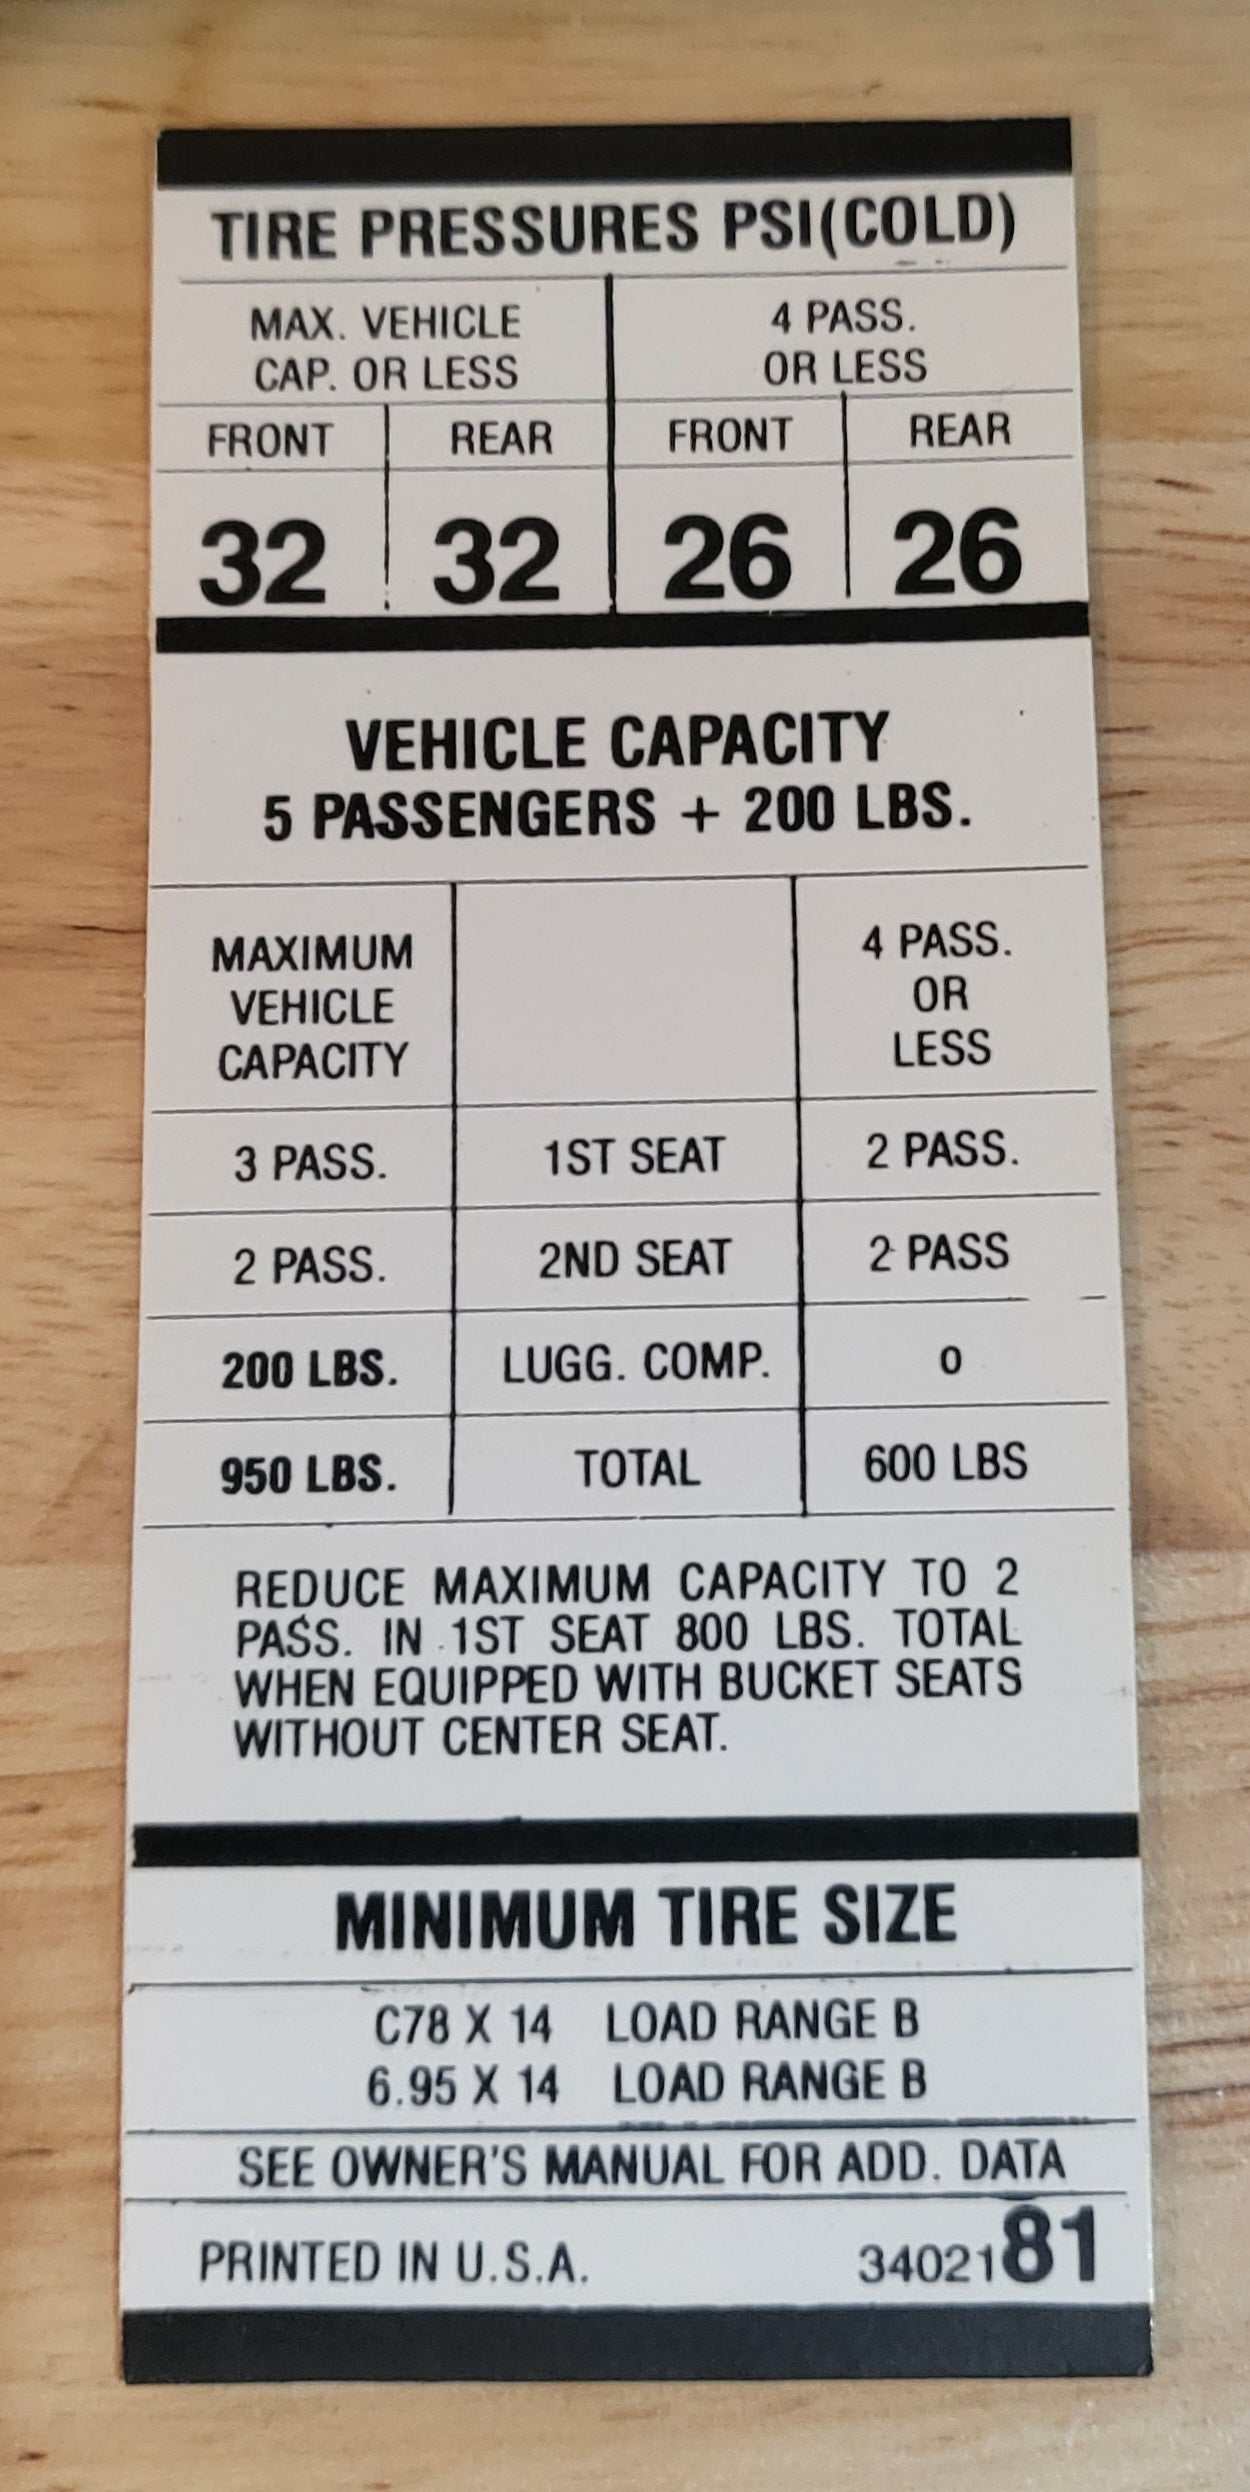 TIRE PRESSURES PSI(COLD)
MAX. VEHICLE
CAP. OR LESS
4 PASS.
OR LESS
FRONT REAR FRONT REAR
32 32 26 26
VEHICLE CAPACITY
5 PASSENGERS + 200 LBS.
MAXIMUM
VEHICLE
CAPACITY
4 PASS.
OR
LESS
3 PASS. 1ST SEAT 2 PASS.
2 PASS. 2ND SEAT 2 PASS
200 LBS. LUGG. COMP. 0
950 LBS. TOTAL 600 LBS
REDUCE MAXIMUM CAPACITY TO 2
PASS. IN 1ST SEAT 800 LBS. TOTAL
WHEN EQUIPPED WITH BUCKET SEATS
WITHOUT CENTER SEAT.
MINIMUM TIRE SIZE
C78 X 14 LOAD RANGE B
6.95 X 14 LOAD RANGE B
SEE OWNER'S MANUAL FOR ADD. DATA
PRINTED IN U.S.A. 3402181